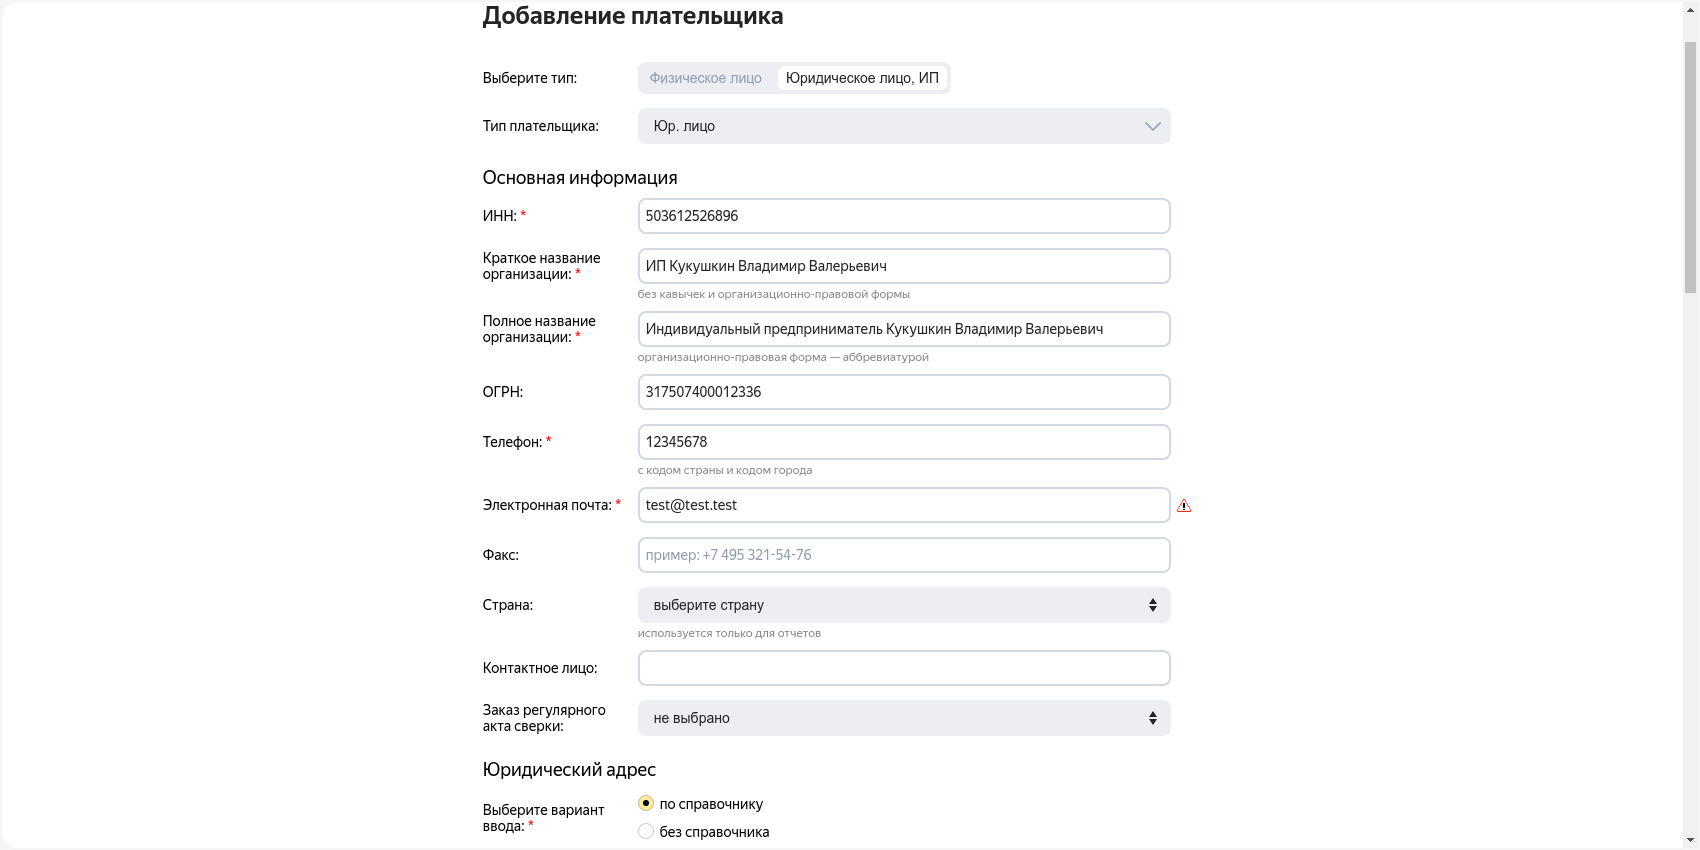 Добавление плательщика
Выберите тип: Физическое лицо Юридическое лицо, ИП
Тип плательщика: Юр. лицо
Основная информация
ИНН: * 503612526896
Краткое название
организации: * ИП Кукушкин Владимир Валерьевич
без кавычек и организационно-правовой формы
Полное название
организации: * Индивидуальный предприниматель Кукушкин Владимир Валерьевич
организационно-правовая форма — аббревиатурой
ОГРН: 317507400012336
Телефон: * 12345678
с кодом страны и кодом города
Электронная почта: * test@test.test
Факс: пример: +7 495 321-54-76
Страна: выберите страну
используется только для отчетов
Контактное лицо:
Заказ регулярного
акта сверки: не выбрано
Юридический адрес
Выберите вариант
ввода: * по справочнику
без справочника